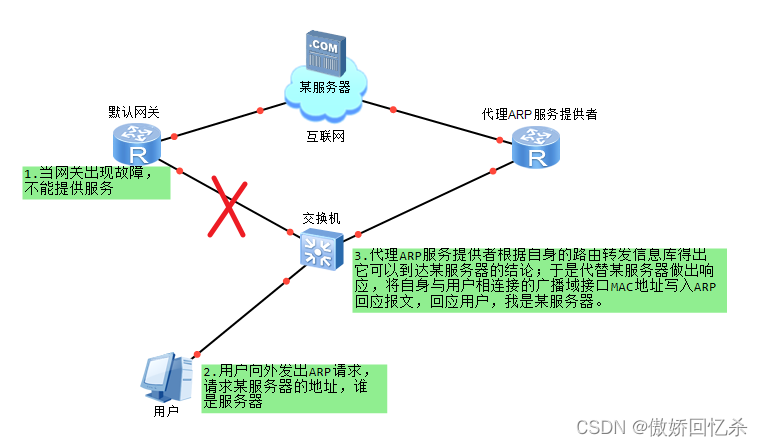 .COM
某服务器
默认网关
代理ARP服务提供者
R
互联网
R
1.当网关出现故障，
不能提供服务
交换机
3.代理ARP服务提供者根据自身的路由转发信息库得出
它可以到达某服务器的结论；于是代替某服务器做出响
应，将自身与用户相连接的广播域接口MAC地址写入ARP
回应报文，回应用户，我是某服务器。
2.用户向外发出ARP请求，
请求某服务器的地址，谁
是服务器
用户
CSDN @傲娇回忆杀